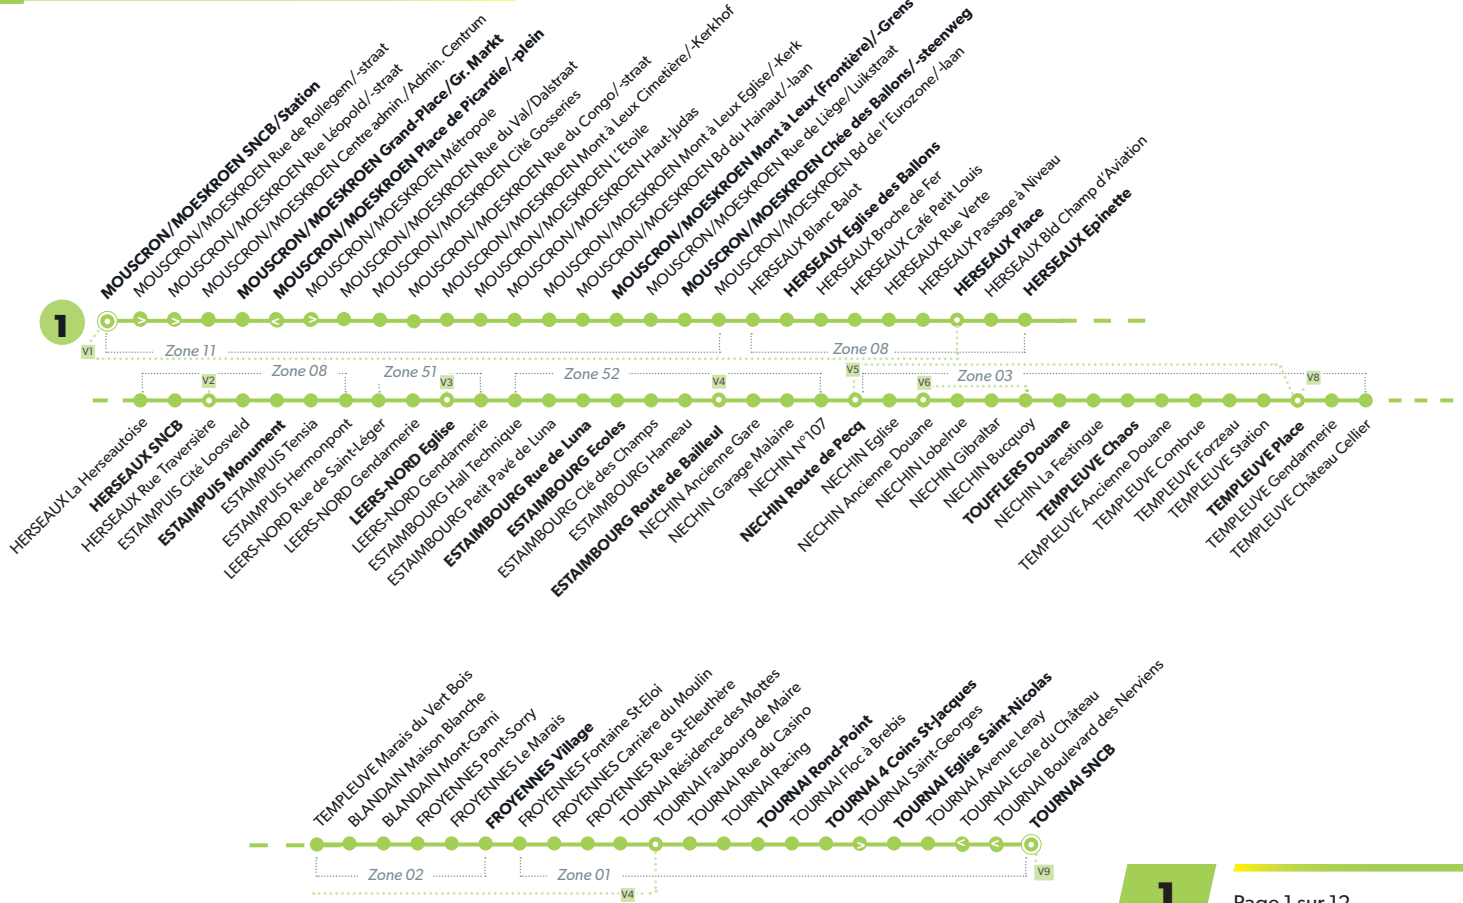 MOUSCRON/MOESKROEN SNCB/Station
MOUSCRON/MOESKROEN Rue de Rollegem/-straat
MOUSCRON/MOESKROEN Rue Léopold/-straat
MOUSCRON/MOESKROEN Centre admin./Admin. Centrum
MOUSCRON/MOESKROEN Grand-Place/Gr. Markt
MOUSCRON/MOESKROEN Place de Picardie/-plein
MOUSCRON/MOESKROEN Métropole
MOUSCRON/MOESKROEN Rue du Val/Dalstraat
MOUSCRON/MOESKROEN Cité Gosseries
MOUSCRON/MOESKROEN Rue du Congo/-straat
MOUSCRON/MOESKROEN Mont à Leux Cimetière/-Kerkhof
MOUSCRON/MOESKROEN L'Etoile
MOUSCRON/MOESKROEN Haut-Judas
MOUSCRON/MOESKROEN Mont à Leux Eglise/-Kerk
MOUSCRON/MOESKROEN Bd du Hainaut/-laan
MOUSCRON/MOESKROEN Mont à Leux (Frontière)/-Grens
MOUSCRON/MOESKROEN Rue de Liège/Luikstraat
MOUSCRON/MOESKROEN Chée des Ballons/-steenweg
MOUSCRON/MOESKROEN Bd de l'Eurozone/-laan
HERSEAUX Blanc Balot
HERSEAUX Eglise des Ballons
HERSEAUX Broche de Fer
HERSEAUX Café Petit Louis
HERSEAUX Rue Verte
HERSEAUX Passage à Niveau
HERSEAUX Place
HERSEAUX Bld Champ d'Aviation
HERSEAUX Epinette
1
V1
Zone 11
Zone 08
Zone 08
Zone 51
Zone 52
Zone 03
V2
V3
V4
V5
V6
V8
HERSEAUX La Herseautoise
HERSEAUX SNCB
HERSEAUX Rue Traversière
ESTAIMPUIS Cité Loosveld
ESTAIMPUIS Monument
ESTAIMPUIS Tensia
ESTAIMPUIS Hermonpont
LEERS-NORD Rue de Saint-Léger
LEERS-NORD Gendarmerie
LEERS-NORD Eglise
LEERS-NORD Gendarmerie
ESTAIMBOURG Hall Technique
ESTAIMBOURG Petit Pavé de Luna
ESTAIMBOURG Rue de Luna
ESTAIMBOURG Ecoles
ESTAIMBOURG Clé des Champs
ESTAIMBOURG Hameau
ESTAIMBOURG Route de Bailleul
NECHIN Ancienne Gare
NECHIN Garage Malaine
NECHIN N°107
NECHIN Route de Pecq
NECHIN Eglise
NECHIN Ancienne Douane
NECHIN Lobelrue
NECHIN Gibraltar
NECHIN Bucquoy
TOUFFLERS Douane
NECHIN La Festingue
TEMPLEUVE Chaos
TEMPLEUVE Ancienne Douane
TEMPLEUVE Combrue
TEMPLEUVE Forzeau
TEMPLEUVE Station
TEMPLEUVE Place
TEMPLEUVE Gendarmerie
TEMPLEUVE Château Cellier
TEMPLEUVE Marais du Vert Bois
BLANDAIN Maison Blanche
BLANDAIN Mont-Garni
FROYENNES Pont-Sorry
FROYENNES Le Marais
FROYENNES Village
FROYENNES Fontaine St-Eloi
FROYENNES Carrière du Moulin
FROYENNES Rue St-Eleuthère
TOURNAI Résidence des Mottes
TOURNAI Faubourg de Maire
TOURNAI Rue du Casino
TOURNAI Racing
TOURNAI Rond-Point
TOURNAI Floc à Brebis
TOURNAI 4 Coins St-Jacques
TOURNAI Saint-Georges
TOURNAI Eglise Saint-Nicolas
TOURNAI Avenue Leray
TOURNAI Ecole du Château
TOURNAI Boulevard des Nerviens
TOURNAI SNCB
Zone 02
Zone 01
V4
V9
1
Page 1 sur 12